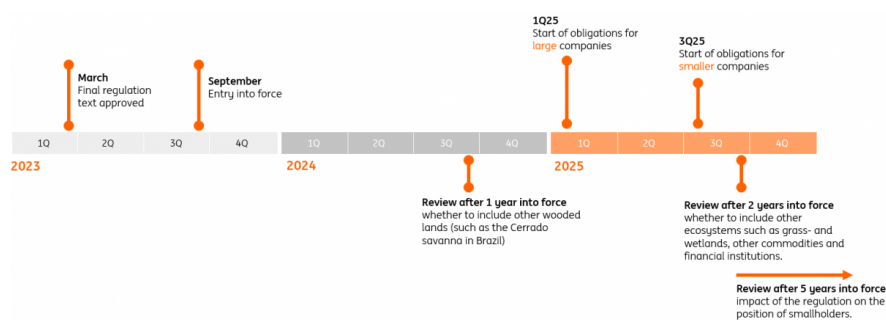 1Q25
Start of obligations for
large companies
3Q25
Start of obligations for
smaller companies
March
Final regulation
text approved
September
Entry into force
1Q 2Q 3Q 4Q 1Q 2Q 3Q 4Q 1Q 2Q 3Q 4Q
2023 2024 2025
Review after 1 year into force
whether to include other wooded
lands (such as the Cerrado
savanna in Brazil)
Review after 2 years into force
whether to include other
ecosystems such as grass- and
wetlands, other commodities and
financial institutions.
Review after 5 years into force
impact of the regulation on the
position of smallholders.